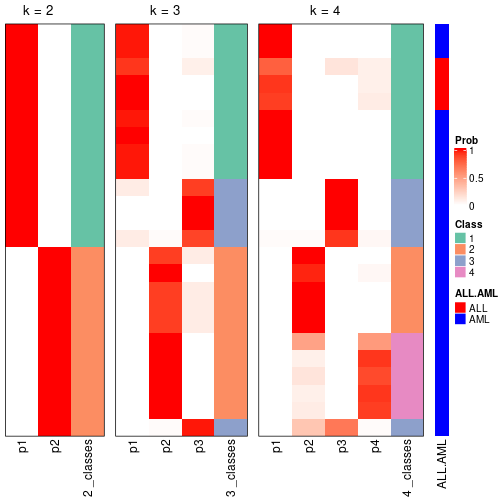 k = 2
k = 3
k = 4
Prob
1
0.5
0
Class
1
2
3
4
ALL.AML
ALL
AML
p1
p2
2_classes
p1
p2
p3
3_classes
p1
p2
p3
p4
4_classes
ALL.AML